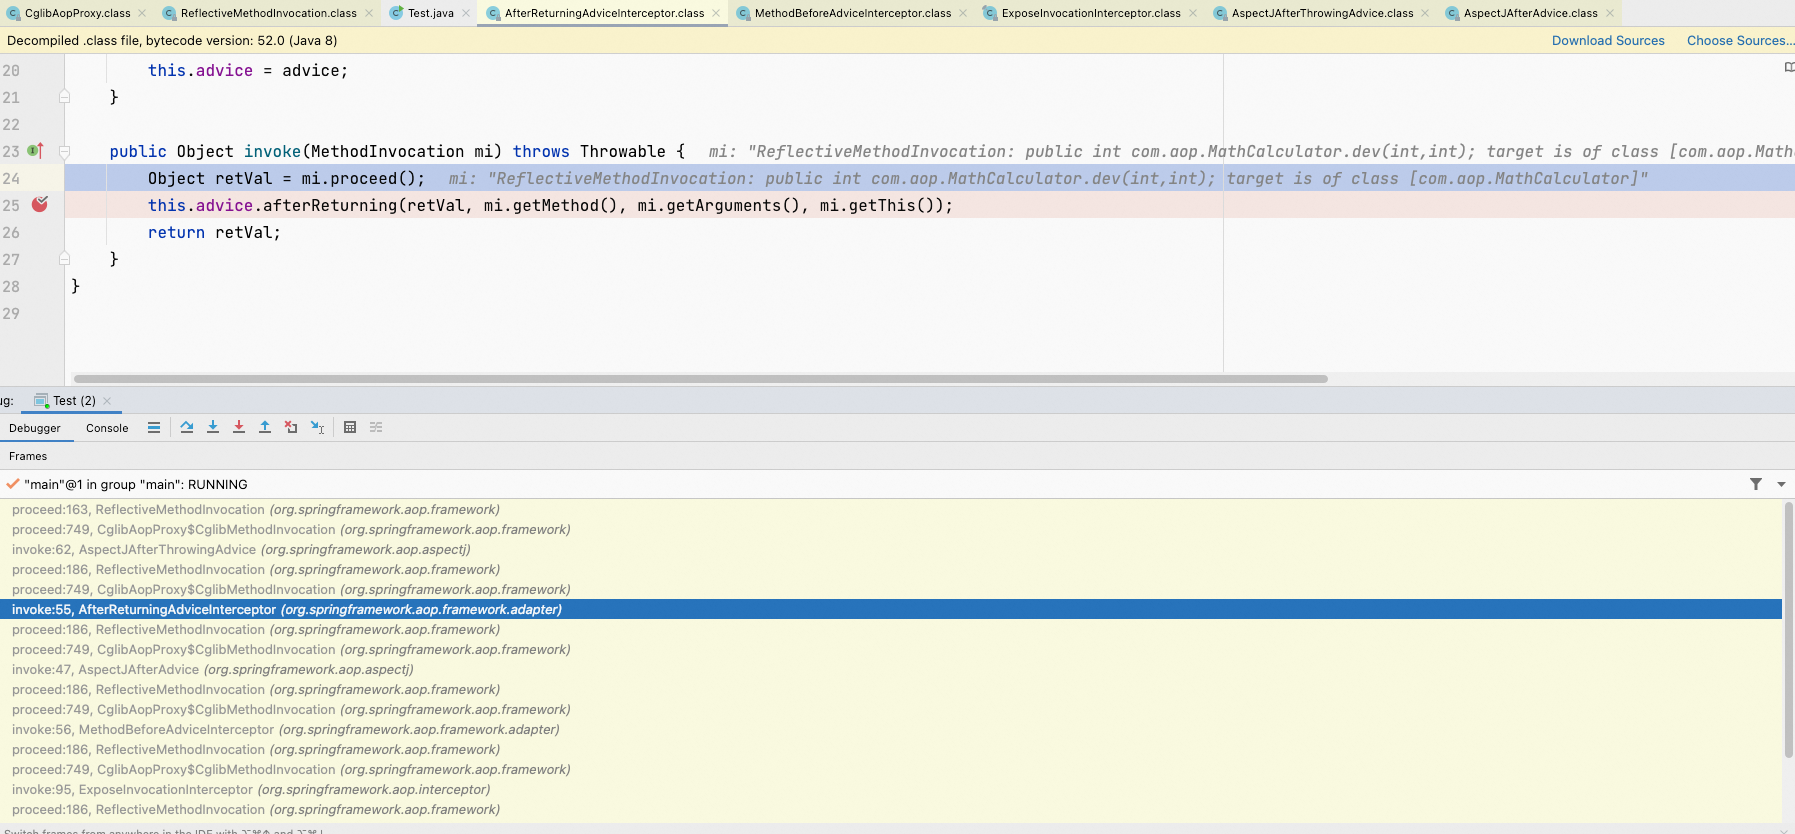 CglibAopProxy.class ReflectiveMethodInvocation.class Test.java AfterReturningAdviceInterceptor.class MethodBeforeAdviceInterceptor.class ExposeInvocationInterceptor.class AspectJAfterThrowingAdvice.class AspectJAfterAdvice.class
Decompiled .class file, bytecode version: 52.0 (Java 8) Download Sources Choose Sources...
20 this.advice = advice;
21 }
22
23 public Object invoke(MethodInvocation mi) throws Throwable { mi: "ReflectiveMethodInvocation: public int com.aop.MathCalculator.dev(int,int); target is of class [com.aop.Math
24 Object retVal = mi.proceed(); mi: "ReflectiveMethodInvocation: public int com.aop.MathCalculator.dev(int,int); target is of class [com.aop.MathCalculator]"
25 this.advice.afterReturning(retVal, mi.getMethod(), mi.getArguments(), mi.getThis());
26 return retVal;
27 }
28 }
29
ug: Test (2)
Debugger Console
Frames
"main"@1 in group "main": RUNNING
proceed:163, ReflectiveMethodInvocation (org.springframework.aop.framework)
proceed:749, CglibAopProxy$CglibMethodInvocation (org.springframework.aop.framework)
invoke:62, AspectJAfterThrowingAdvice (org.springframework.aop.aspectj)
proceed:186, ReflectiveMethodInvocation (org.springframework.aop.framework)
proceed:749, CglibAopProxy$CglibMethodInvocation (org.springframework.aop.framework)
invoke:55, AfterReturningAdviceInterceptor (org.springframework.aop.framework.adapter)
proceed:186, ReflectiveMethodInvocation (org.springframework.aop.framework)
proceed:749, CglibAopProxy$CglibMethodInvocation (org.springframework.aop.framework)
invoke:47, AspectJAfterAdvice (org.springframework.aop.aspectj)
proceed:186, ReflectiveMethodInvocation (org.springframework.aop.framework)
proceed:749, CglibAopProxy$CglibMethodInvocation (org.springframework.aop.framework)
invoke:56, MethodBeforeAdviceInterceptor (org.springframework.aop.framework.adapter)
proceed:186, ReflectiveMethodInvocation (org.springframework.aop.framework)
proceed:749, CglibAopProxy$CglibMethodInvocation (org.springframework.aop.framework)
invoke:95, ExposeInvocationInterceptor (org.springframework.aop.interceptor)
proceed:186, ReflectiveMethodInvocation (org.springframework.aop.framework)
Switch frames from anywhere in the IDE with